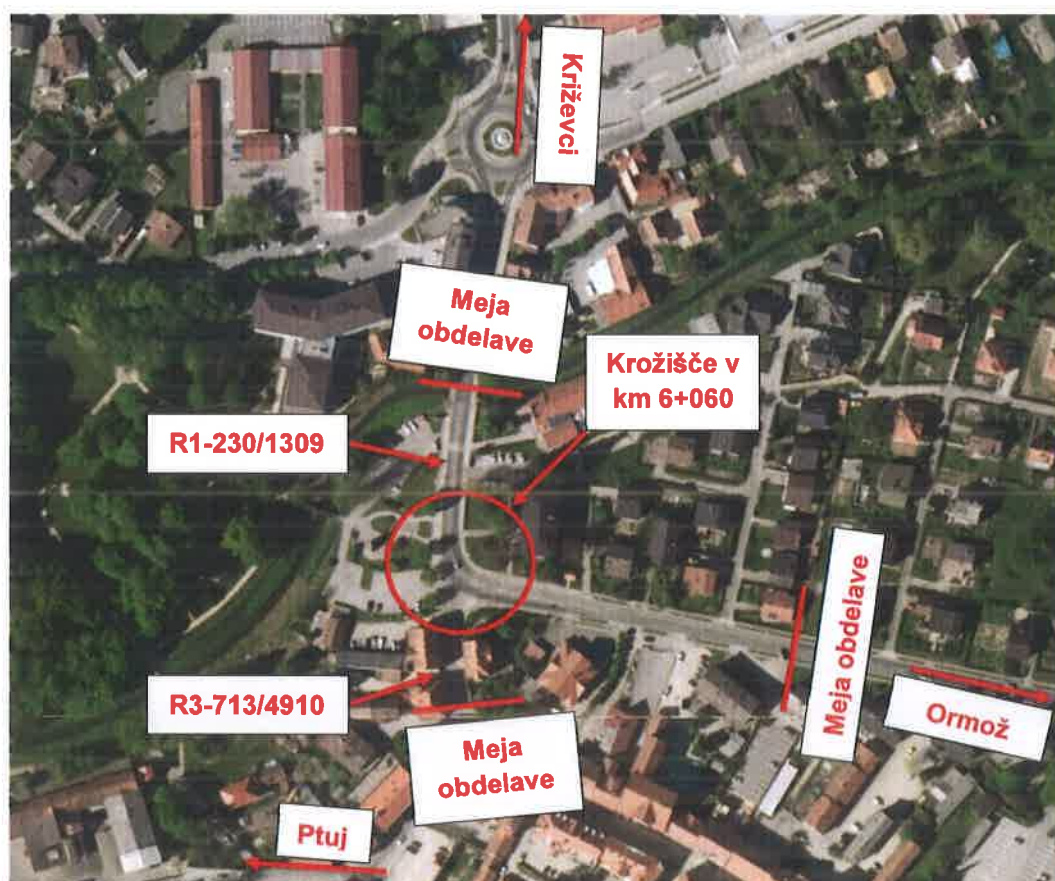 Križevci
Meja
obdelave
Krožišče v
km 6+060
R1-230/1309
Meja obdelave
R3-713/4910
Ormož
Meja
obdelave
Ptuj